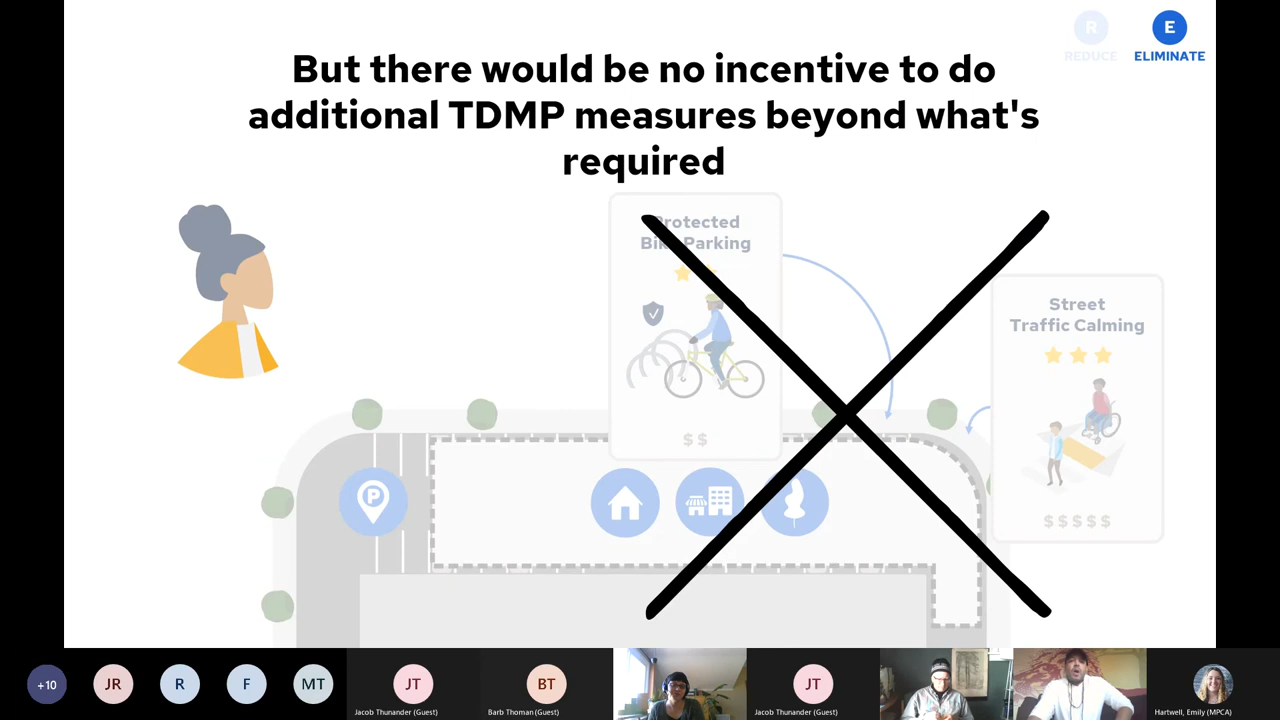 R
E
REDUCE
ELIMINATE
But there would be no incentive to do
additional TDMP measures beyond what's
required
Protected
Bike Parking
$$
Street
Traffic Calming
$$$$$
P
+10
JR
R
F
MT
JT
Jacob Thunander (Guest)
BT
Barb Thoman (Guest)
JT
Jacob Thunander (Guest)
Hartwell, Emily (MPCA)